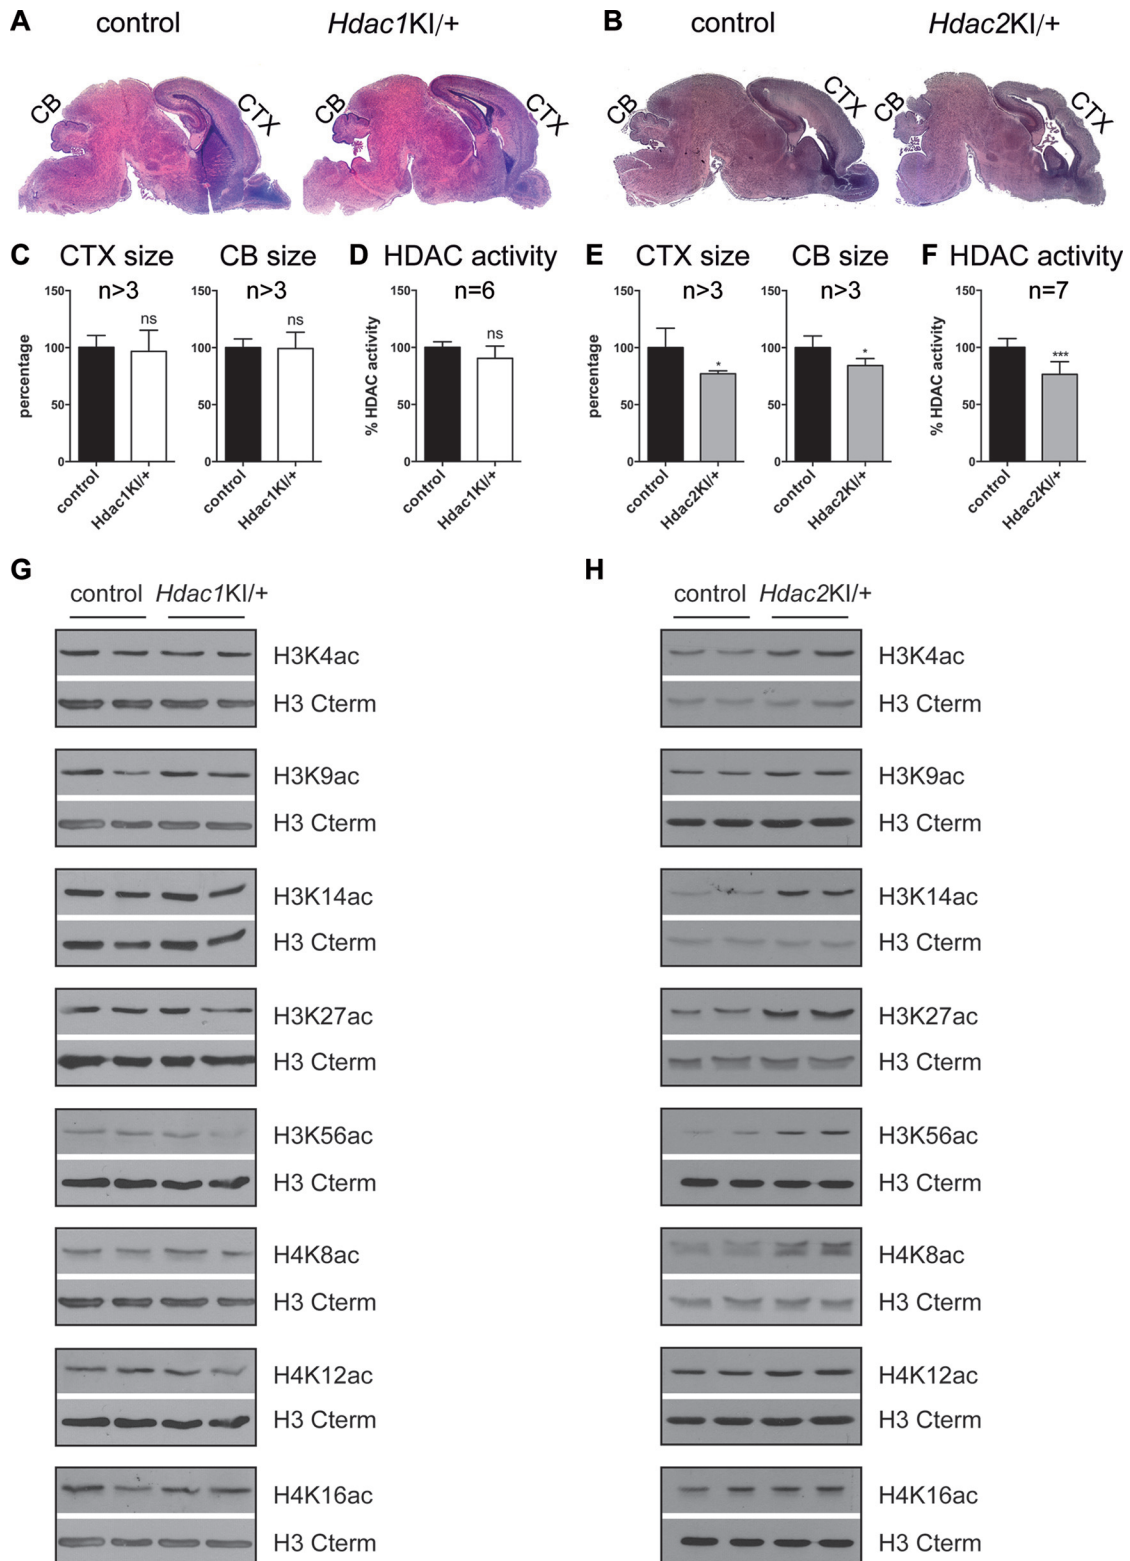 A control Hdac1KI/+ B control Hdac2KI/+
CB CTX CB CTX CB CTX CB CTX
C CTX size CB size D HDAC activity E CTX size CB size F HDAC activity
n>3 n>3 n=6 n>3 n>3 n=7
percentage
150
100
50
0
ns
control
Hdac1KI/+
150
100
50
0
ns
control
Hdac1KI/+
% HDAC activity
150
100
50
0
ns
control
Hdac1KI/+
percentage
150
100
50
0
*
control
Hdac2KI/+
150
100
50
0
*
control
Hdac2KI/+
% HDAC activity
150
100
50
0
***
control
Hdac2KI/+
G
control Hdac1KI/+
H3K4ac
H3 Cterm
H3K9ac
H3 Cterm
H3K14ac
H3 Cterm
H3K27ac
H3 Cterm
H3K56ac
H3 Cterm
H4K8ac
H3 Cterm
H4K12ac
H3 Cterm
H4K16ac
H3 Cterm
H
control Hdac2KI/+
H3K4ac
H3 Cterm
H3K9ac
H3 Cterm
H3K14ac
H3 Cterm
H3K27ac
H3 Cterm
H3K56ac
H3 Cterm
H4K8ac
H3 Cterm
H4K12ac
H3 Cterm
H4K16ac
H3 Cterm